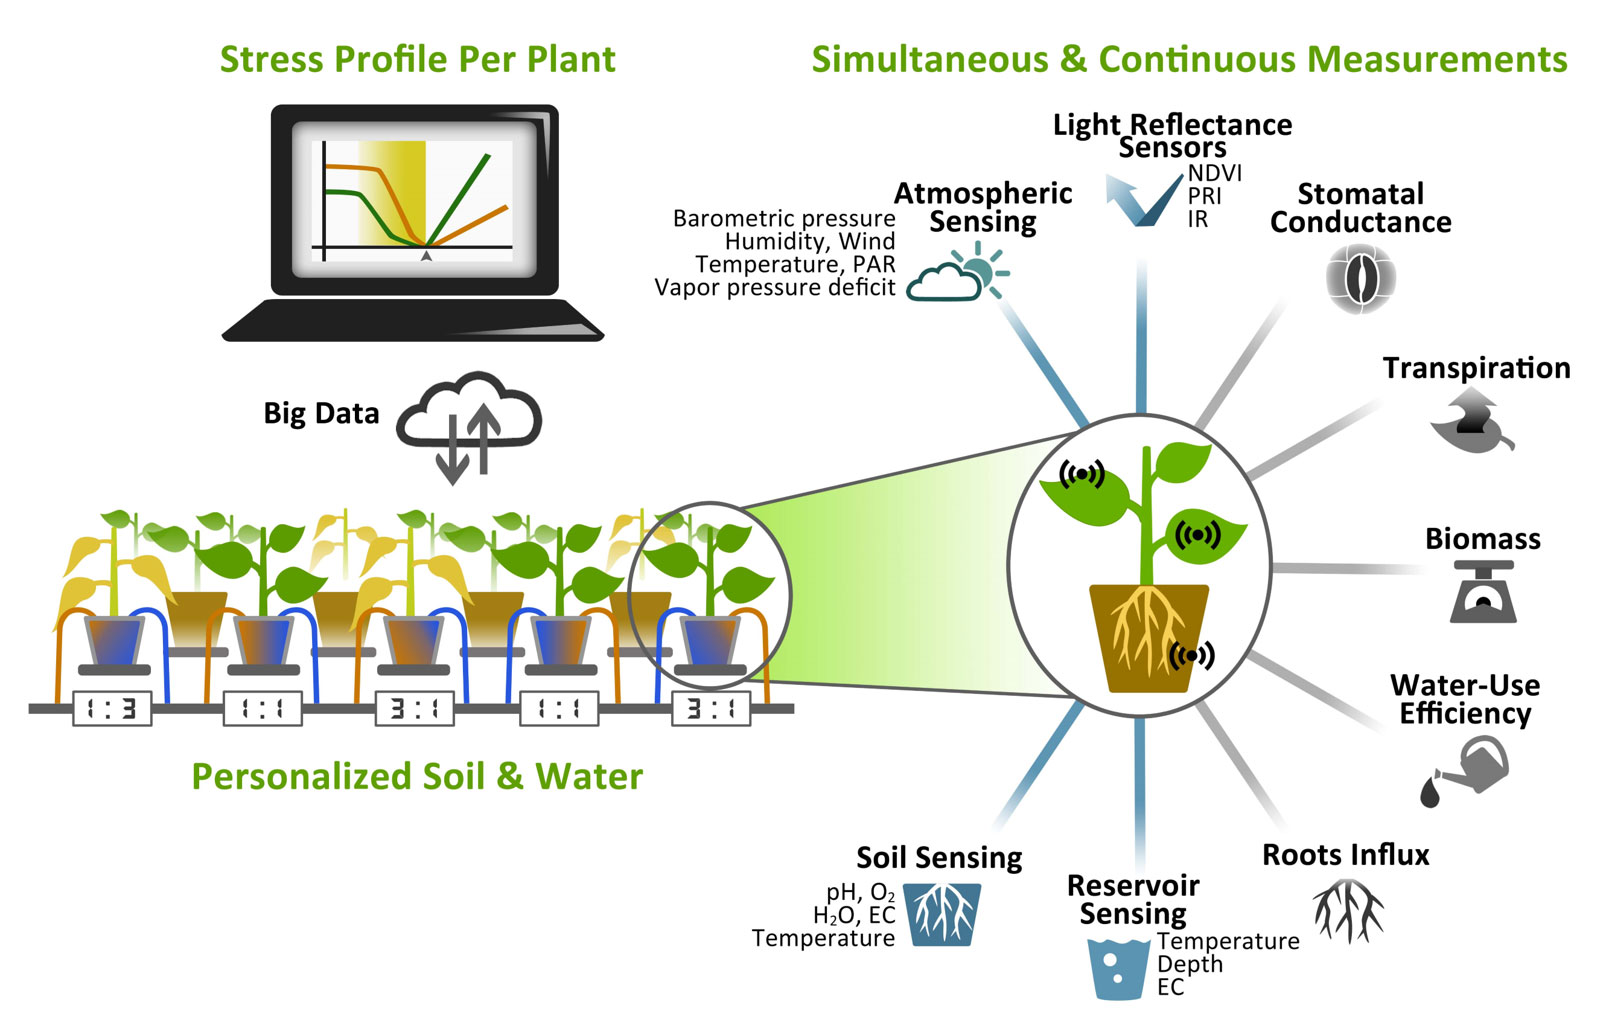 Stress Profile Per Plant
Simultaneous & Continuous Measurements
Light Reflectance
Sensors
NDVI
PRI
IR
Atmospheric
Sensing
Barometric pressure
Humidity, Wind
Temperature, PAR
Vapor pressure deficit
Stomatal
Conductance
Transpiration
Big Data
Biomass
Water-Use
Efficiency
1:3
1:1
3:1
1:1
3:1
Personalized Soil & Water
Soil Sensing
pH, O₂
H₂O, EC
Temperature
Reservoir
Sensing
Temperature
Depth
EC
Roots Influx